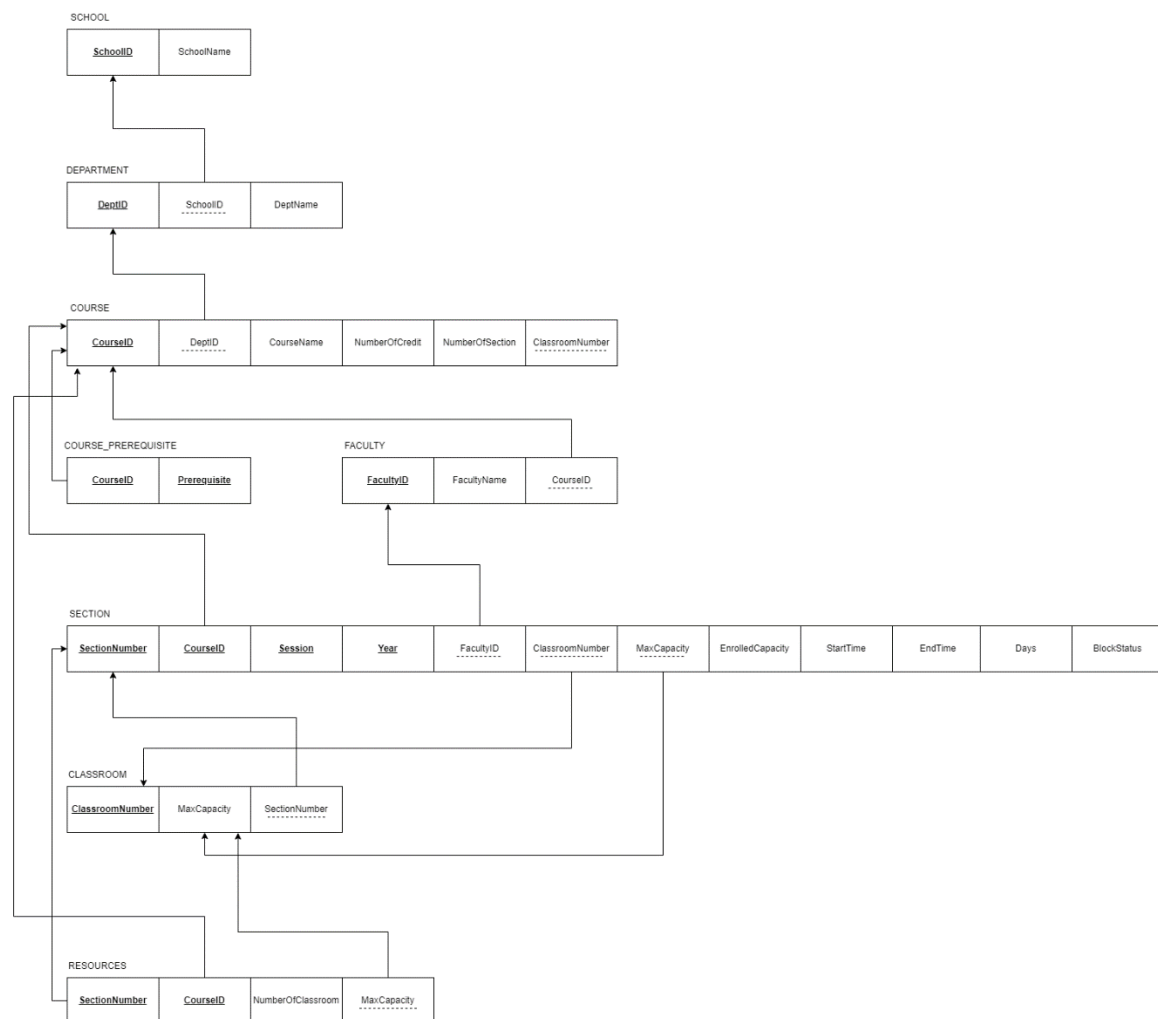 SCHOOL
SchoolID SchoolName
DEPARTMENT
DeptID SchoolID DeptName
COURSE
CourseID DeptID CourseName NumberOfCredit NumberOfSection ClassroomNumber
COURSE_PREREQUISITE FACULTY
CourseID Prerequisite FacultyID FacultyName CourseID
SECTION
SectionNumber CourseID Session Year FacultyID ClassroomNumber MaxCapacity EnrolledCapacity StartTime EndTime Days BlockStatus
CLASSROOM
ClassroomNumber MaxCapacity SectionNumber
RESOURCES
SectionNumber CourseID NumberOfClassroom MaxCapacity